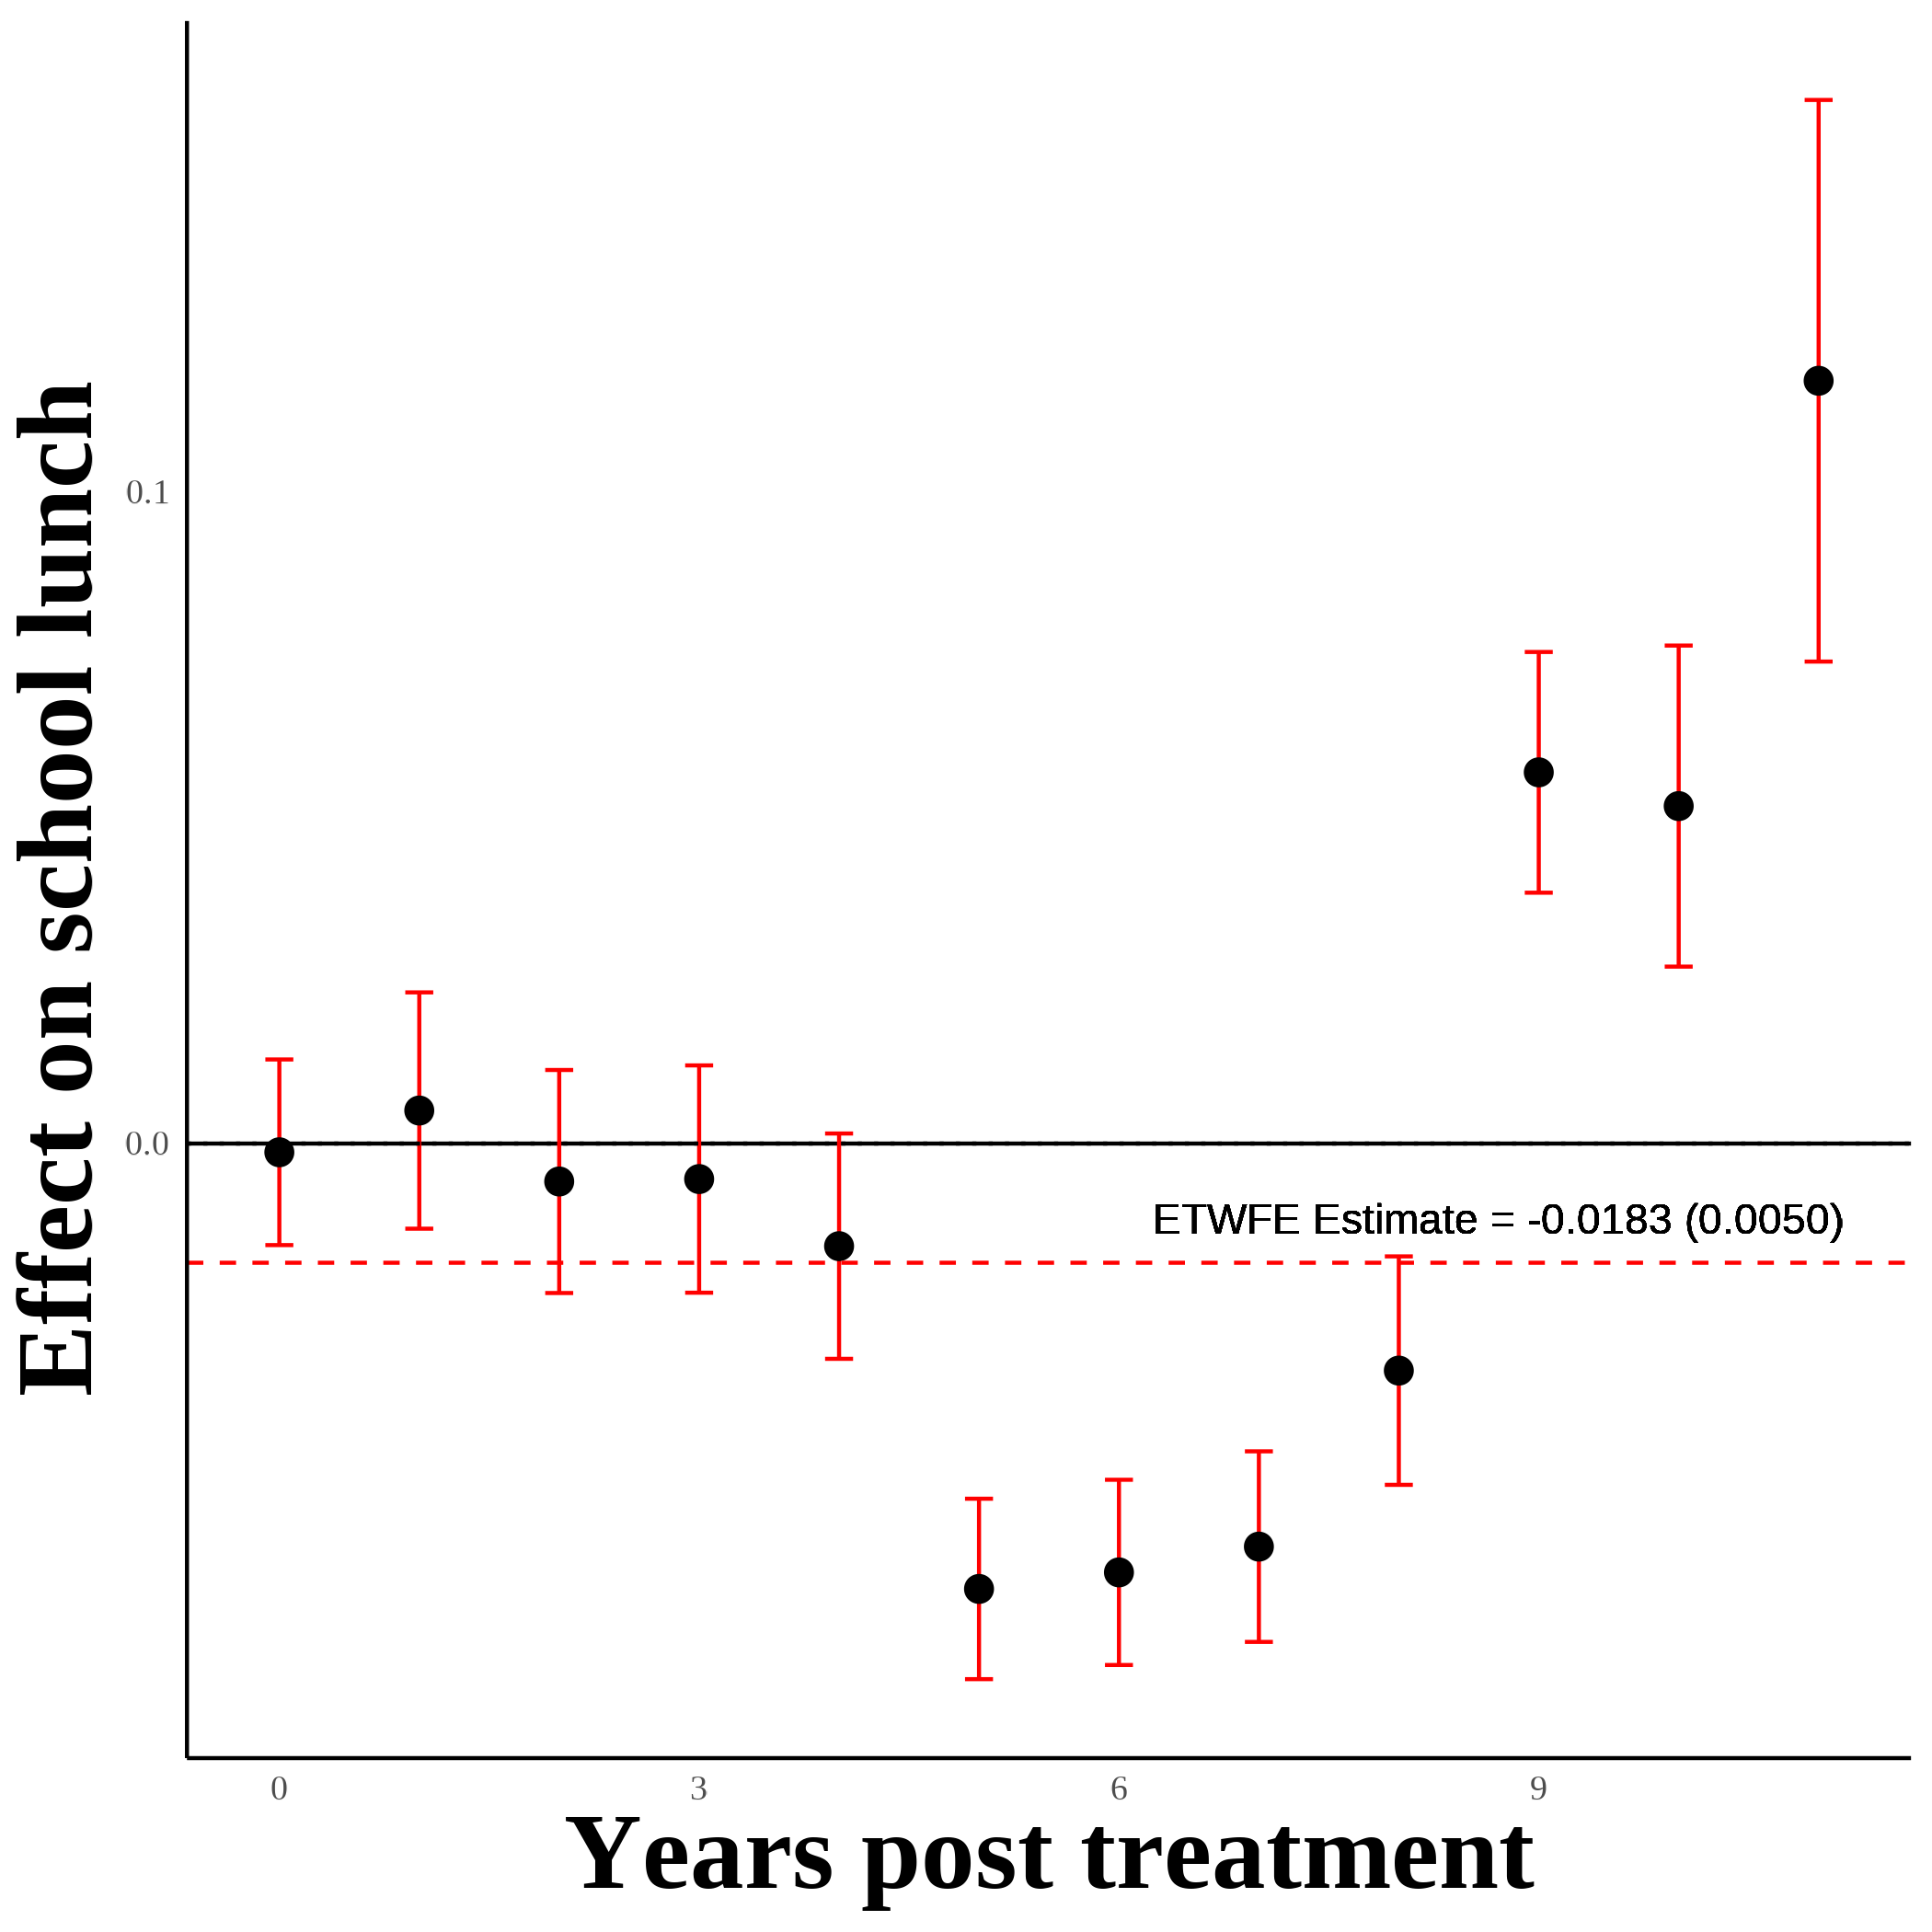 Effect on school lunch
0.1
0.0
ETWFE Estimate = -0.0183 (0.0050)
0 3 6 9
Years post treatment